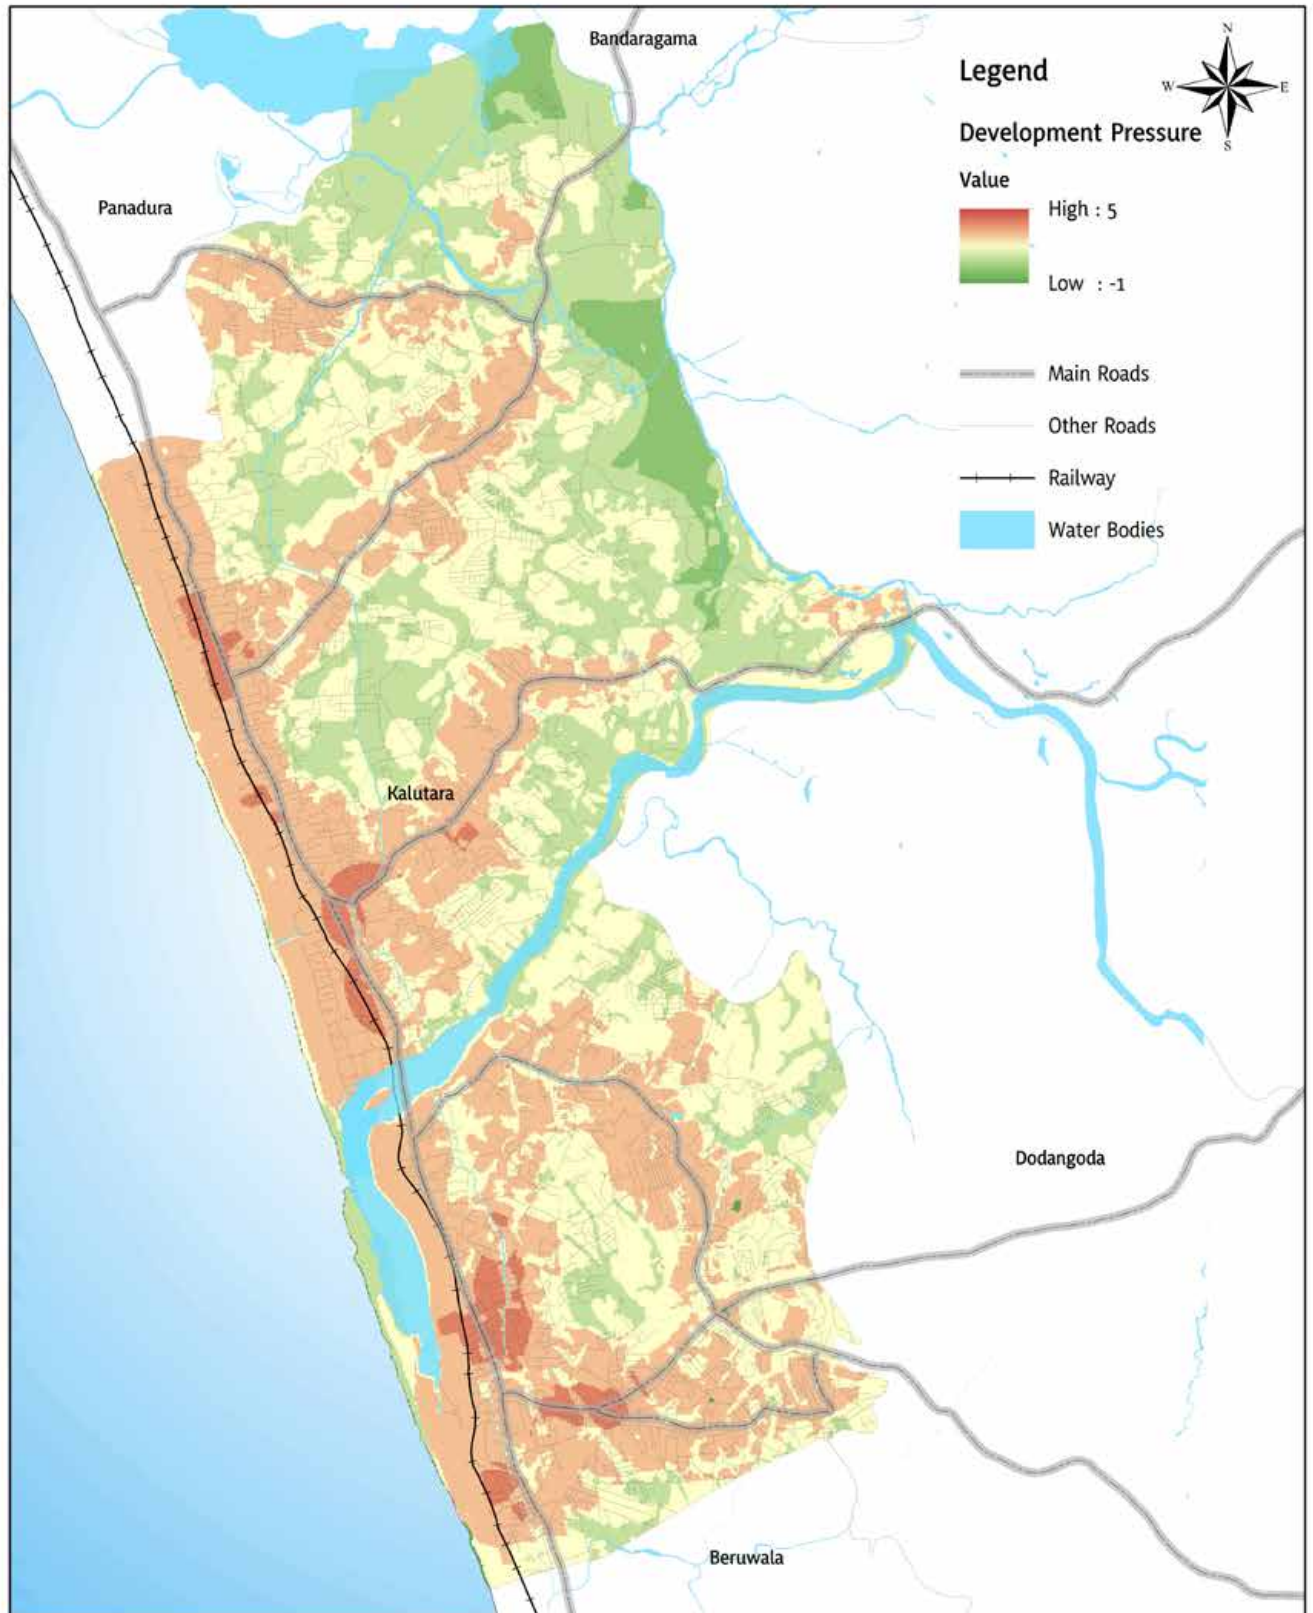 Bandaragama
N
W
E
S
Legend
Development Pressure
Value
High : 5
Low : -1
Panadura
Main Roads
Other Roads
Railway
Water Bodies
Kalutara
Dodangoda
Beruwala